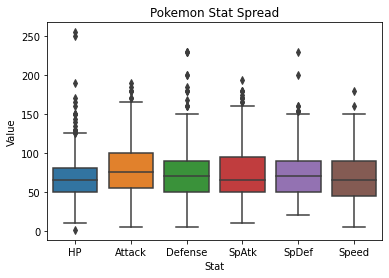 Pokemon Stat Spread
250
200
150
100
50
0
Value
HP Attack Defense SpAtk SpDef Speed
Stat